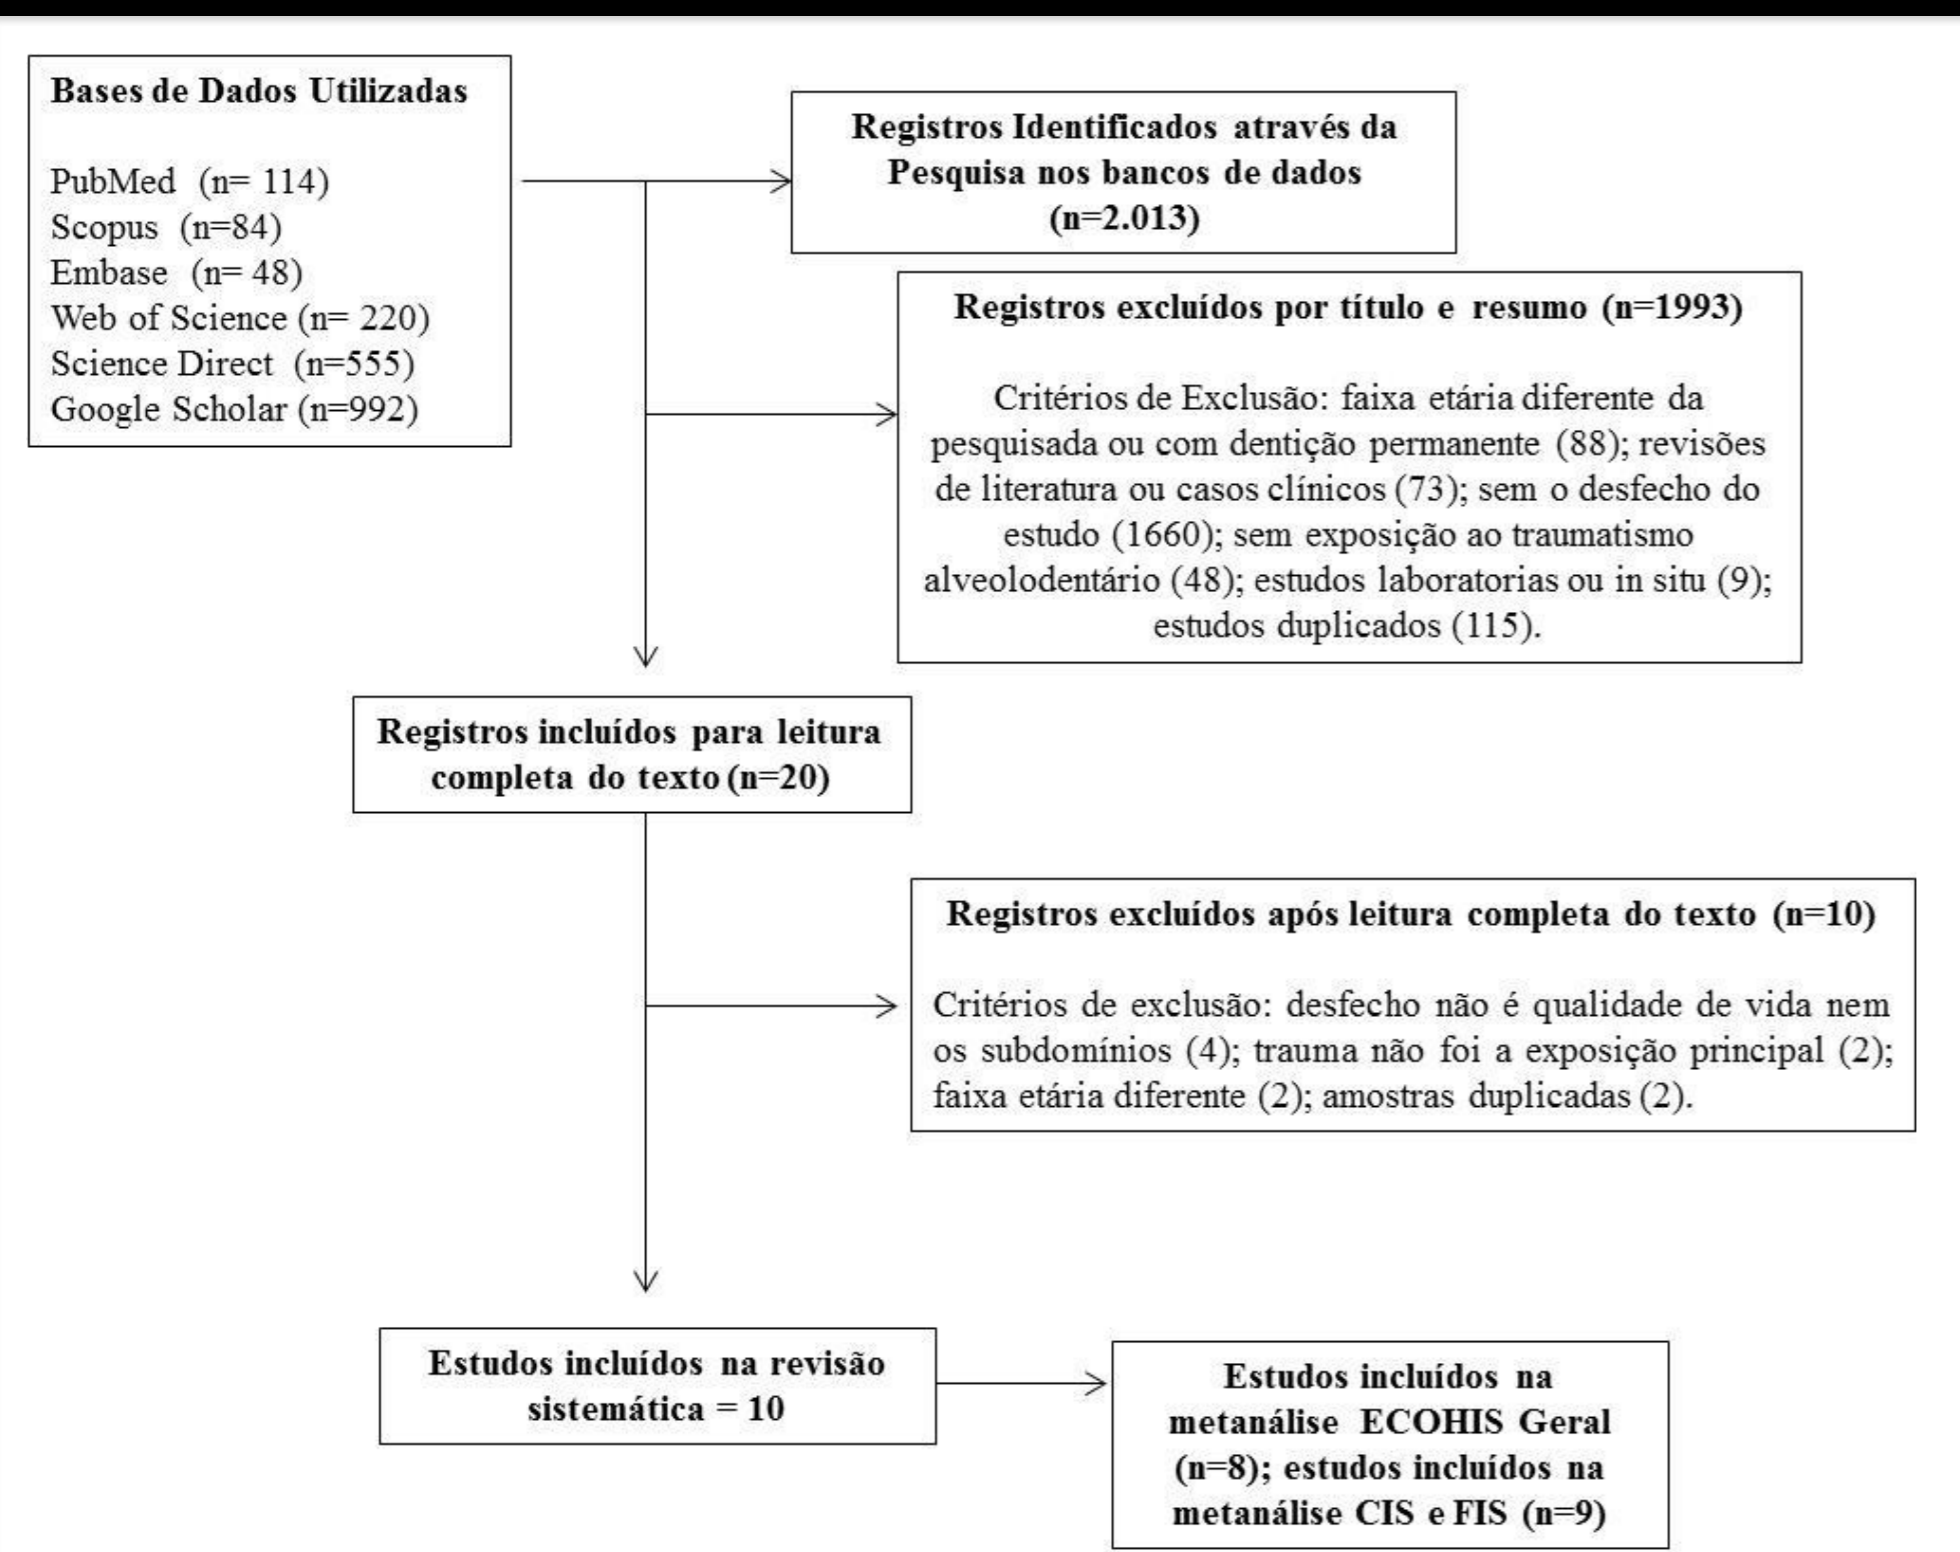 Bases de Dados Utilizadas
PubMed (n= 114)
Scopus (n=84)
Embase (n= 48)
Web of Science (n= 220)
Science Direct (n=555)
Google Scholar (n=992)
Registros Identificados através da
Pesquisa nos bancos de dados
(n=2.013)
Registros excluídos por título e resumo (n=1993)
Critérios de Exclusão: faixa etária diferente da
pesquisada ou com dentição permanente (88); revisões
de literatura ou casos clínicos (73); sem o desfecho do
estudo (1660); sem exposição ao traumatismo
alveolodentário (48); estudos laboratorias ou in situ (9);
estudos duplicados (115).
Registros incluídos para leitura
completa do texto (n=20)
Registros excluídos após leitura completa do texto (n=10)
Critérios de exclusão: desfecho não é qualidade de vida nem
os subdomínios (4); trauma não foi a exposição principal (2);
faixa etária diferente (2); amostras duplicadas (2).
Estudos incluídos na revisão
sistemática = 10
Estudos incluídos na
metanálise ECOHIS Geral
(n=8); estudos incluídos na
metanálise CIS e FIS (n=9)